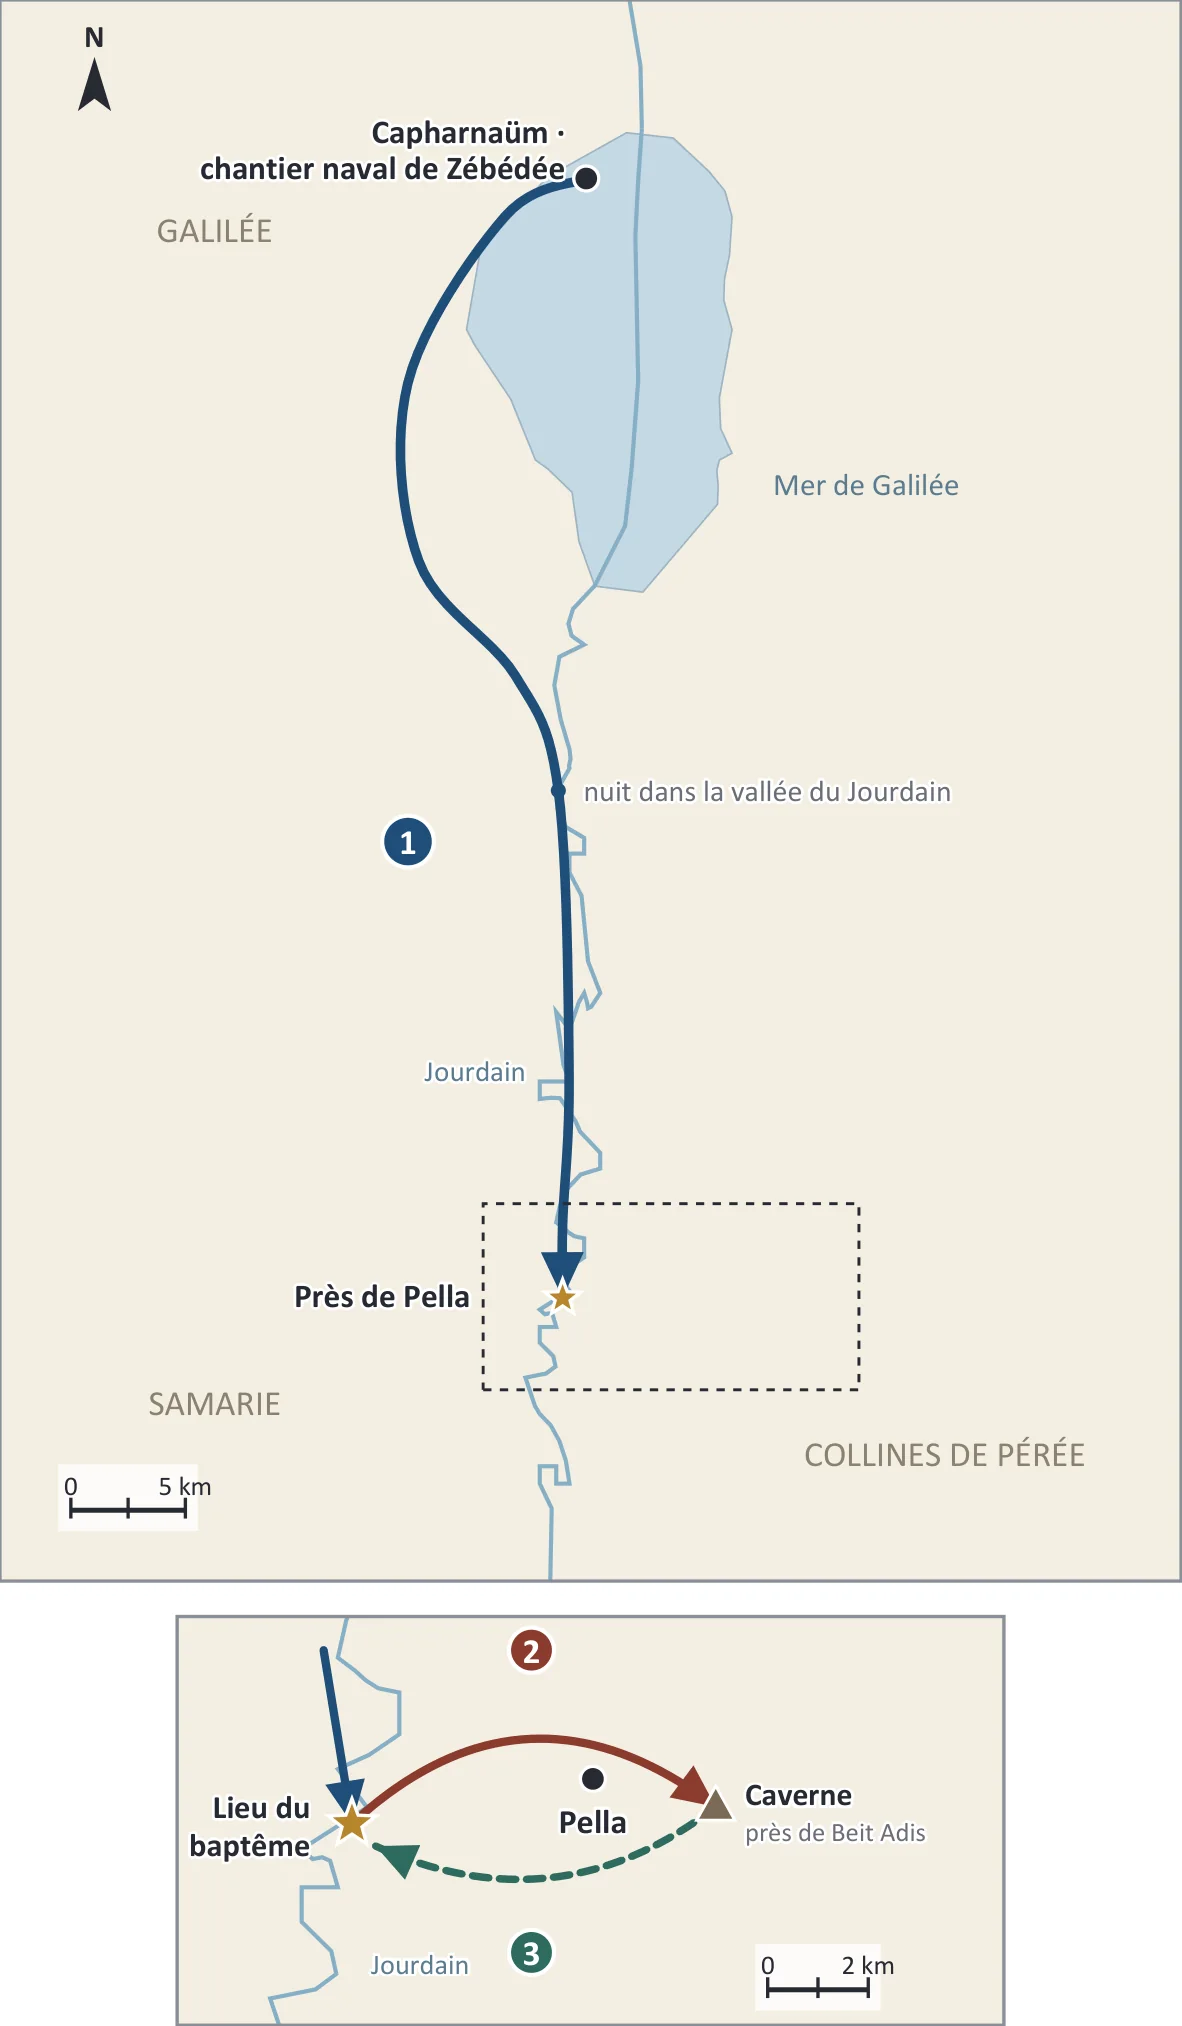 N
Capharnaüm ·
chantier naval de Zébédée
GALILÉE
Mer de Galilée
nuit dans la vallée du Jourdain
1
Jourdain
Près de Pella
SAMARIE
COLLINES DE PÉRÉE
0 5 km
2
Lieu du
baptême
Pella
Caverne
près de Beit Adis
3
Jourdain
0 2 km